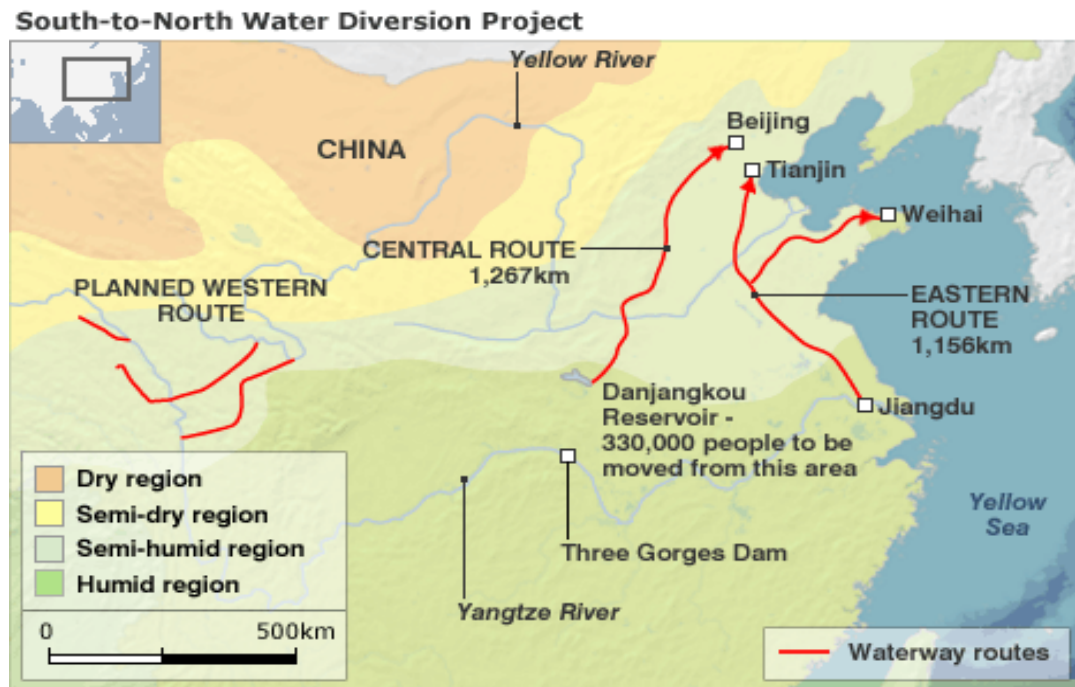 South-to-North Water Diversion Project
Yellow River
Beijing
CHINA
Tianjin
Weihai
CENTRAL ROUTE
1,267km
PLANNED WESTERN
ROUTE
EASTERN
ROUTE
1,156km
Danjangkou
Reservoir -
330,000 people to be
moved from this area
Jiangdu
Dry region
Semi-dry region
Semi-humid region
Humid region
Yellow
Sea
Three Gorges Dam
Yangtze River
0
500km
Waterway routes